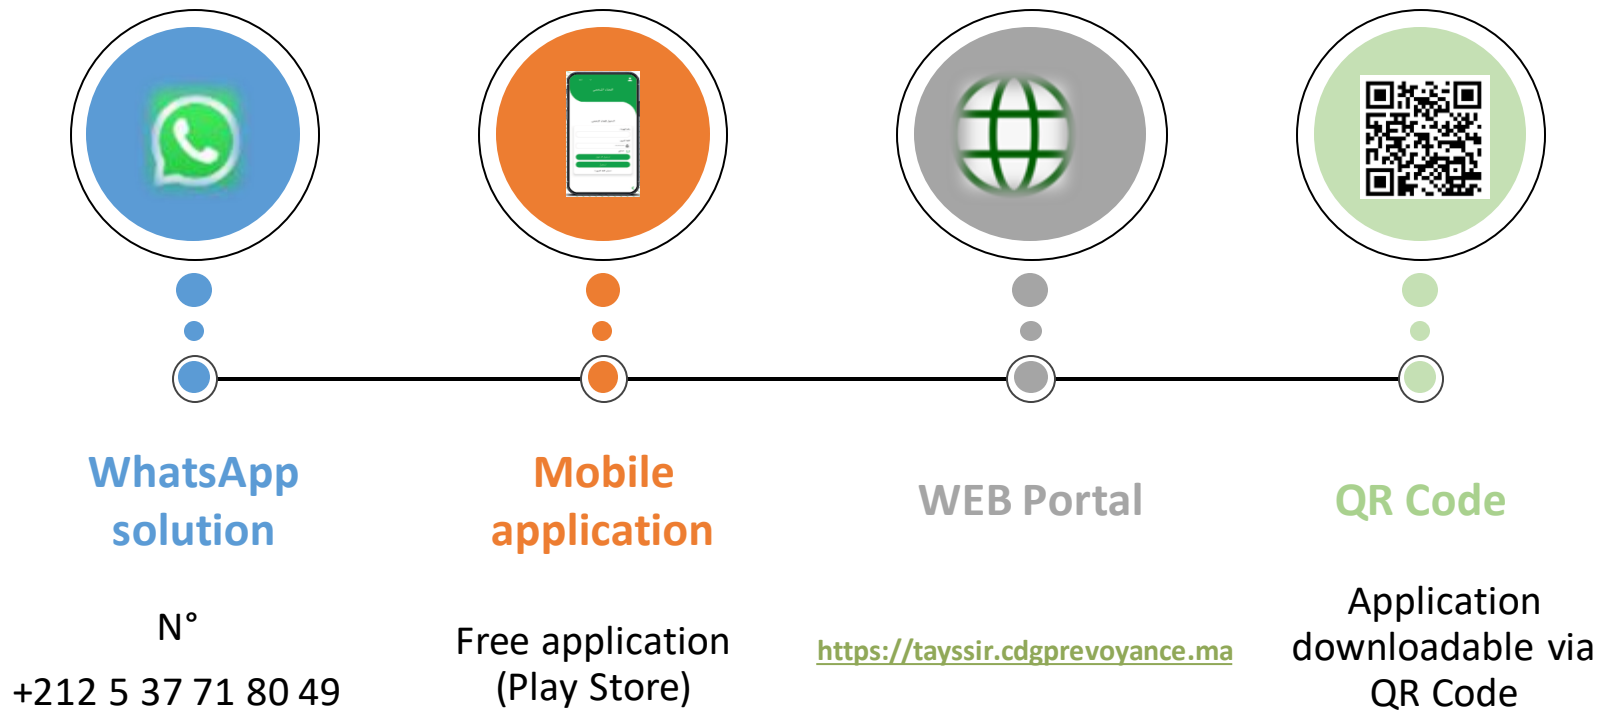 WhatsApp
solution
N°
+212 5 37 71 80 49
Mobile
application
Free application
(Play Store)
WEB Portal
https://tayssir.cdgprevoyance.ma
QR Code
Application
downloadable via
QR Code